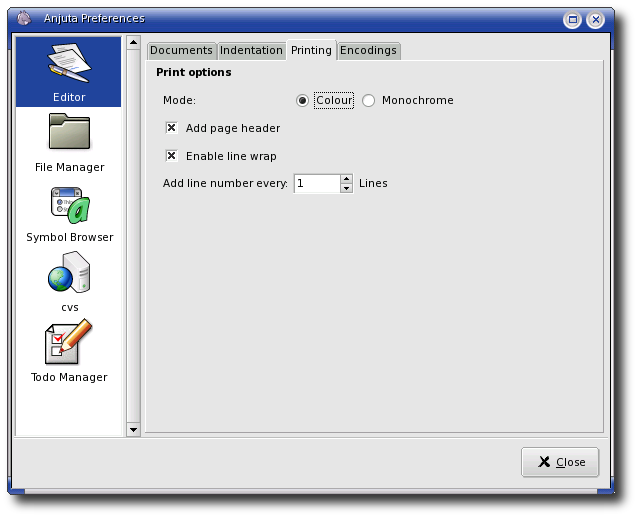 Anjuta Preferences
Documents Indentation Printing Encodings
Print options
Mode: Colour Monochrome
Add page header
Enable line wrap
Add line number every: 1 Lines
Editor
File Manager
Symbol Browser
cvs
Todo Manager
Close